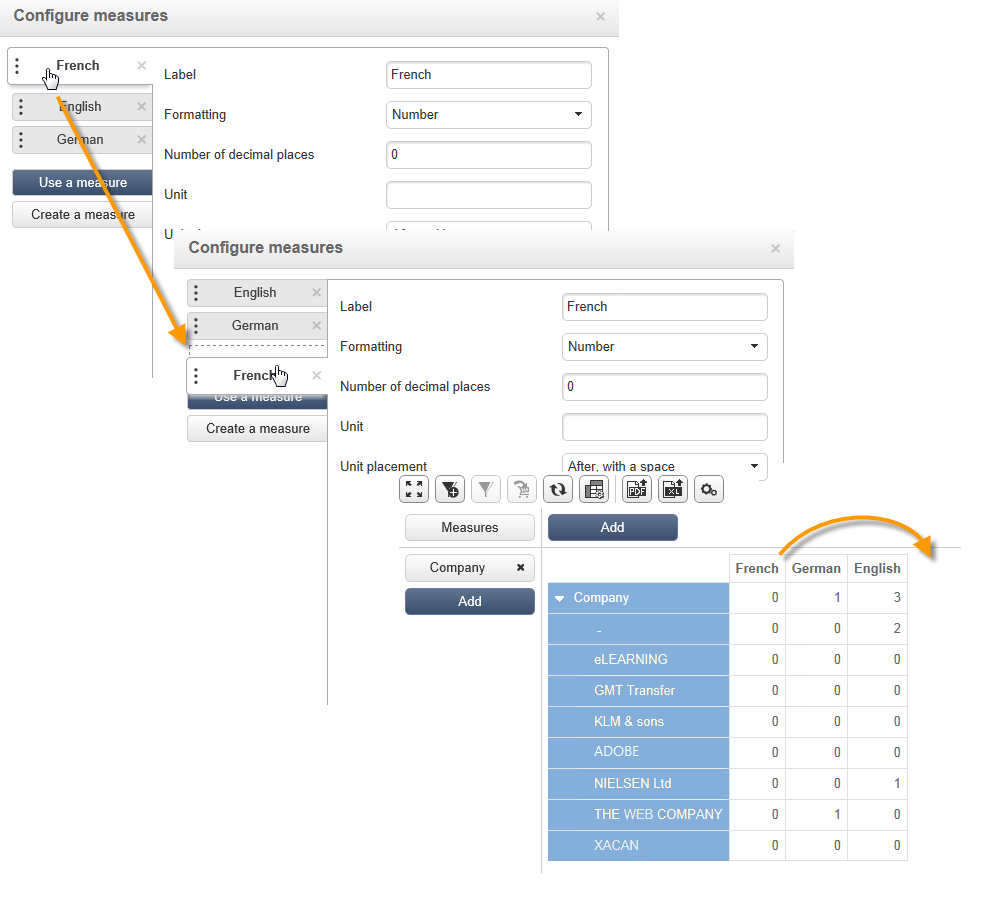 Configure measures
French
English
German
Use a measure
Create a measure
Label French
Formatting Number
Number of decimal places 0
Unit
Configure measures
English
German
French
Use a measure
Create a measure
Label French
Formatting Number
Number of decimal places 0
Unit
Unit placement After, with a space
PDF XL
Measures Add
Company
Add
French German English
Company 0 1 3
- 0 0 2
eLEARNING 0 0 0
GMT Transfer 0 0 0
KLM & sons 0 0 0
ADOBE 0 0 0
NIELSEN Ltd 0 0 1
THE WEB COMPANY 0 1 0
XACAN 0 0 0